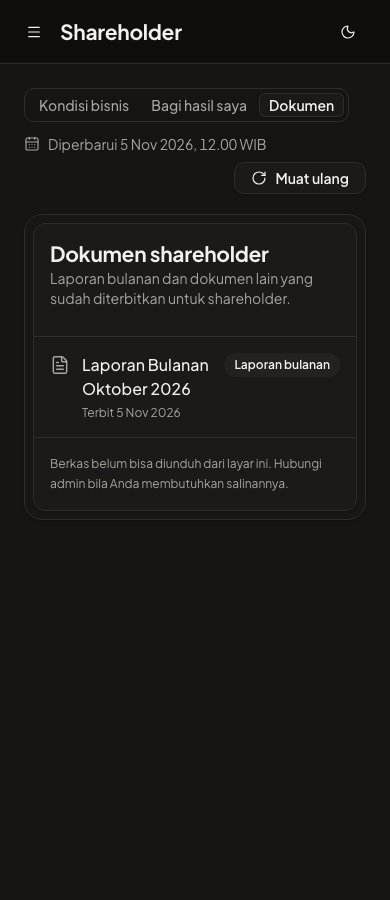 Shareholder
Kondisi bisnis Bagi hasil saya Dokumen
Diperbarui 5 Nov 2026, 12.00 WIB
Muat ulang
Dokumen shareholder
Laporan bulanan dan dokumen lain yang
sudah diterbitkan untuk shareholder.
Laporan Bulanan Laporan bulanan
Oktober 2026
Terbit 5 Nov 2026
Berkas belum bisa diunduh dari layar ini. Hubungi
admin bila Anda membutuhkan salinannya.